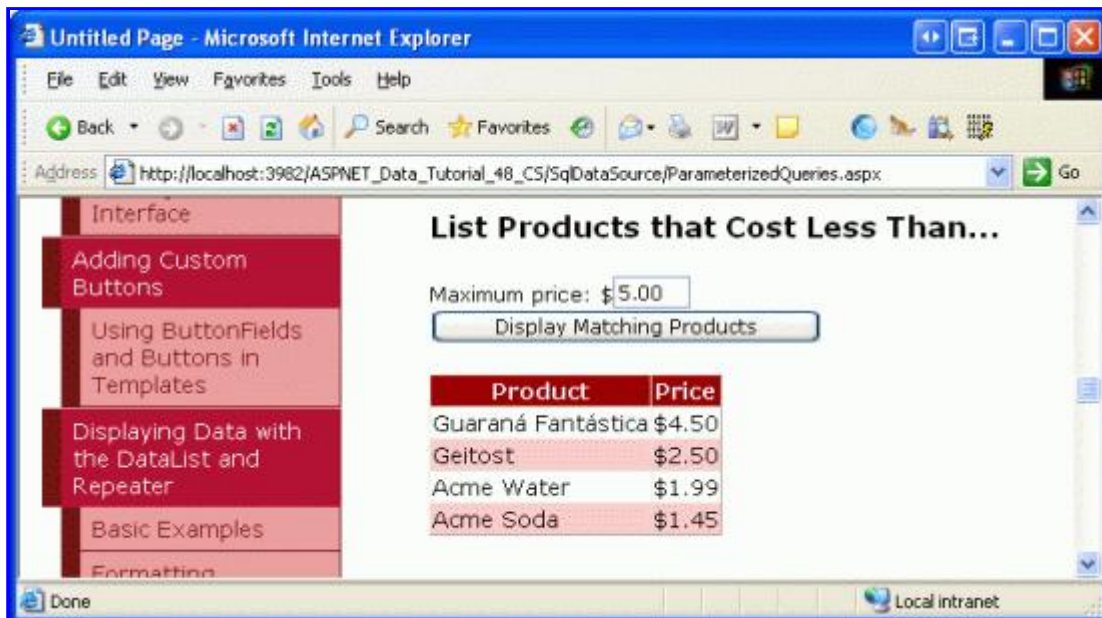 Untitled Page - Microsoft Internet Explorer
File Edit View Favorites Tools Help
Back Search Favorites
Address http://localhost:3982/ASPNET_Data_Tutorial_48_CS/SqlDataSource/ParameterizedQueries.aspx Go
Interface
Adding Custom
Buttons
Using ButtonFields
and Buttons in
Templates
Displaying Data with
the DataList and
Repeater
Basic Examples
Formatting
List Products that Cost Less Than...
Maximum price: $5.00
Display Matching Products
Product Price
Guaraná Fantástica $4.50
Geitost $2.50
Acme Water $1.99
Acme Soda $1.45
Done Local intranet